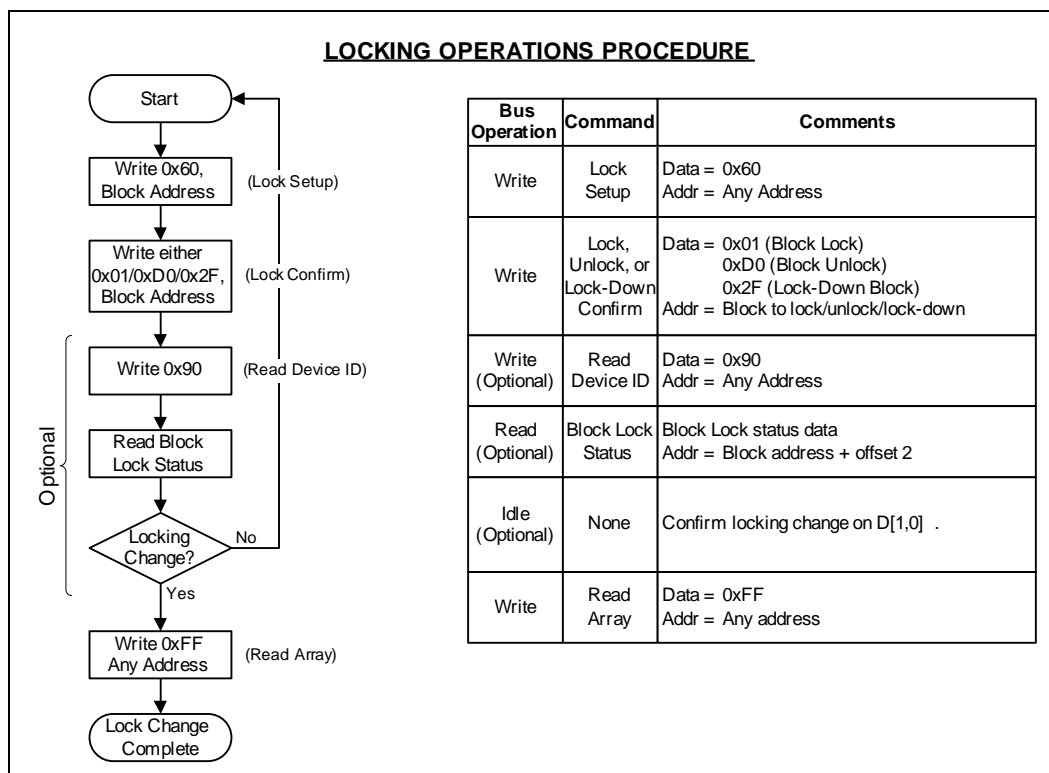 LOCKING OPERATIONS PROCEDURE
Start
Write 0x60,
Block Address
(Lock Setup)
Write either
0x01/0xD0/0x2F,
Block Address
(Lock Confirm)
Optional
Write 0x90
(Read Device ID)
Read Block
Lock Status
Locking
Change?
No
Yes
Write 0xFF
Any Address
(Read Array)
Lock Change
Complete
Bus
Operation
Command
Comments
Write
Lock
Setup
Data = 0x60
Addr = Any Address
Write
Lock,
Unlock, or
Lock-Down
Confirm
Data = 0x01 (Block Lock)
0xD0 (Block Unlock)
0x2F (Lock-Down Block)
Addr = Block to lock/unlock/lock-down
Write
(Optional)
Read
Device ID
Data = 0x90
Addr = Any Address
Read
(Optional)
Block Lock
Status
Block Lock status data
Addr = Block address + offset 2
Idle
(Optional)
None
Confirm locking change on D[1,0] .
Write
Read
Array
Data = 0xFF
Addr = Any address